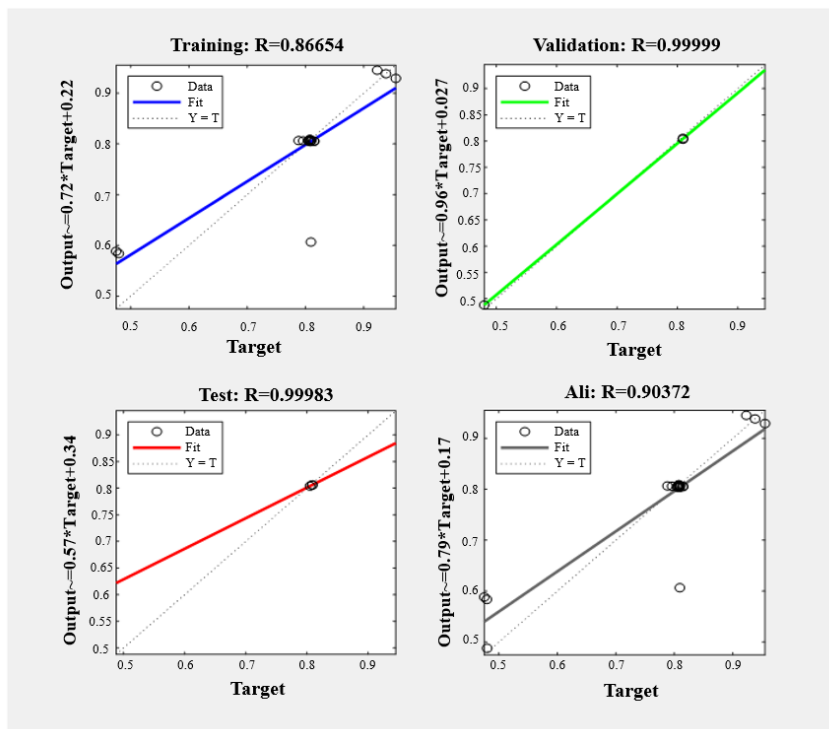 Training: R=0.86654
Output~=0.72*Target+0.22
Data
Fit
Y = T
0.9
0.8
0.7
0.6
0.5
0.5 0.6 0.7 0.8 0.9
Target
Validation: R=0.99999
Output~=0.96*Target+0.027
Data
Fit
Y = T
0.9
0.85
0.8
0.75
0.7
0.65
0.6
0.55
0.5
0.5 0.6 0.7 0.8 0.9
Target
Test: R=0.99983
Output~=0.57*Target+0.34
Data
Fit
Y = T
0.9
0.85
0.8
0.75
0.7
0.65
0.6
0.55
0.5
0.5 0.6 0.7 0.8 0.9
Target
Ali: R=0.90372
Output~=0.79*Target+0.17
Data
Fit
Y = T
0.9
0.8
0.7
0.6
0.5
0.5 0.6 0.7 0.8 0.9
Target